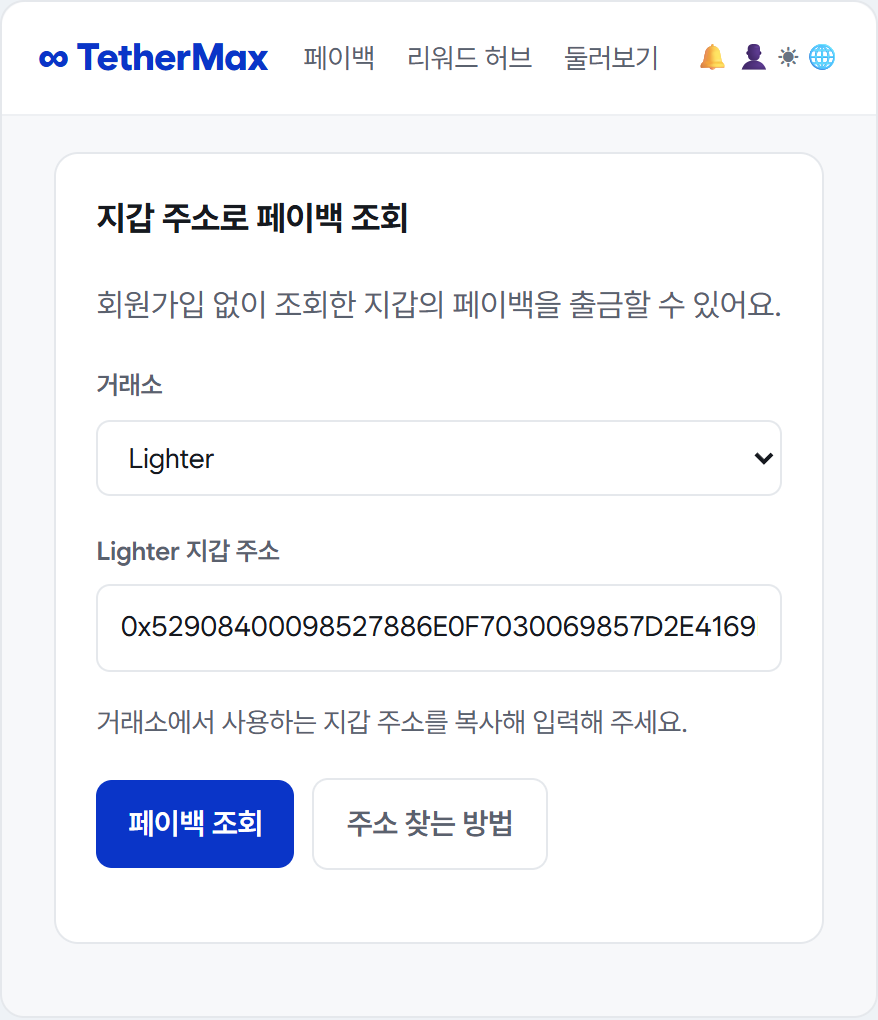 ∞ TetherMax 페이백 리워드 허브 둘러보기
지갑 주소로 페이백 조회
회원가입 없이 조회한 지갑의 페이백을 출금할 수 있어요.
거래소
Lighter
Lighter 지갑 주소
0x52908400098527886E0F7030069857D2E4169
거래소에서 사용하는 지갑 주소를 복사해 입력해 주세요.
페이백 조회 주소 찾는 방법